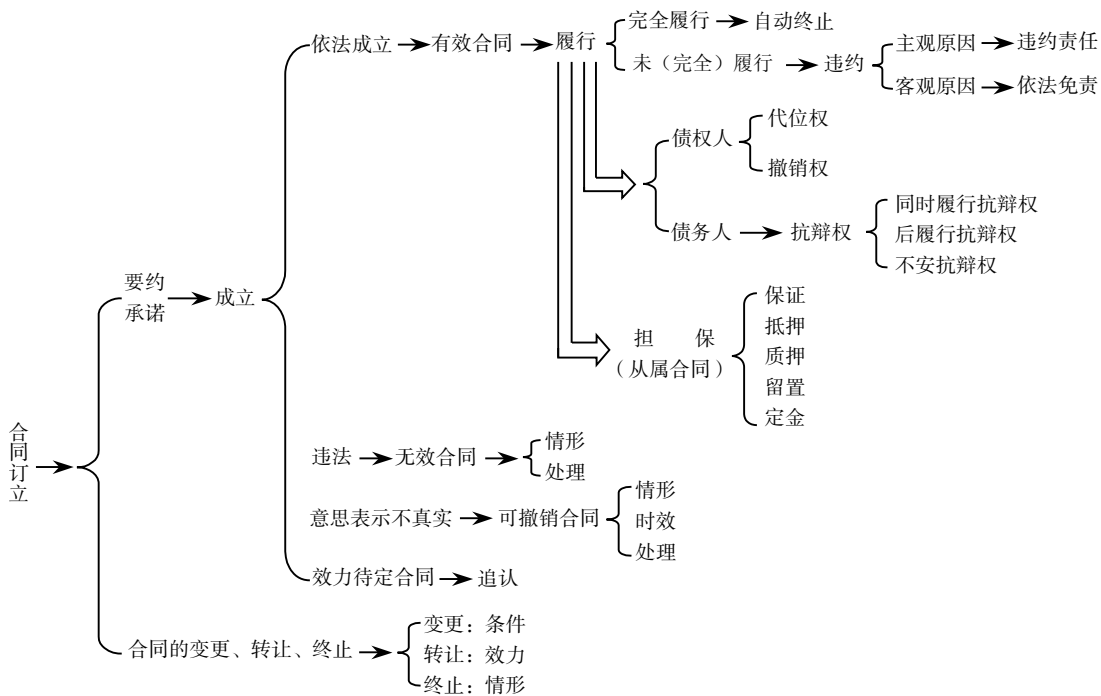 合同订立
要约
承诺
成立
依法成立
有效合同
履行
完全履行
自动终止
未（完全）履行
违约
主观原因
违约责任
客观原因
依法免责
债权人
代位权
撤销权
债务人
抗辩权
同时履行抗辩权
后履行抗辩权
不安抗辩权
担 保
（从属合同）
保证
抵押
质押
留置
定金
违法
无效合同
情形
处理
意思表示不真实
可撤销合同
情形
时效
处理
效力待定合同
追认
合同的变更、转让、终止
变更：条件
转让：效力
终止：情形